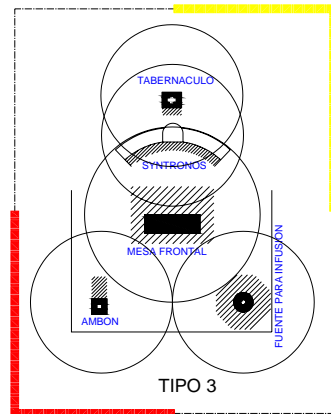 TABERNACULO
SYNTRONOS
MESA FRONTAL
FUENTE PARA INFUSION
AMBON
TIPO 3